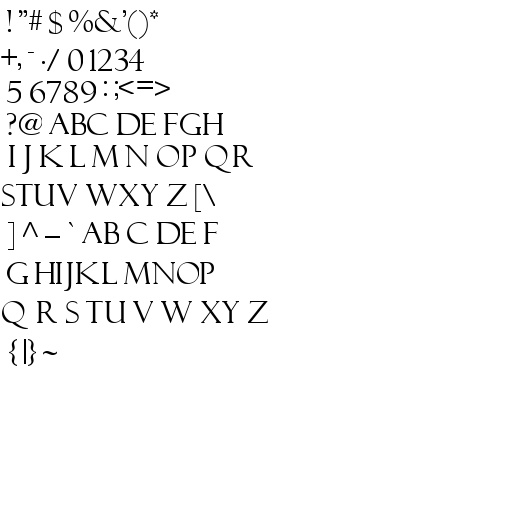 !"# $ %&'()*
+,- ./ 01234
5 6789 : ;<=>
?@ ABC DE FGH
I J K L M N OP Q R
STUV WXY Z [\
] ^ – ` AB C DE F
G HIJKL MNOP
Q R S TU V W XY Z
{|} ~